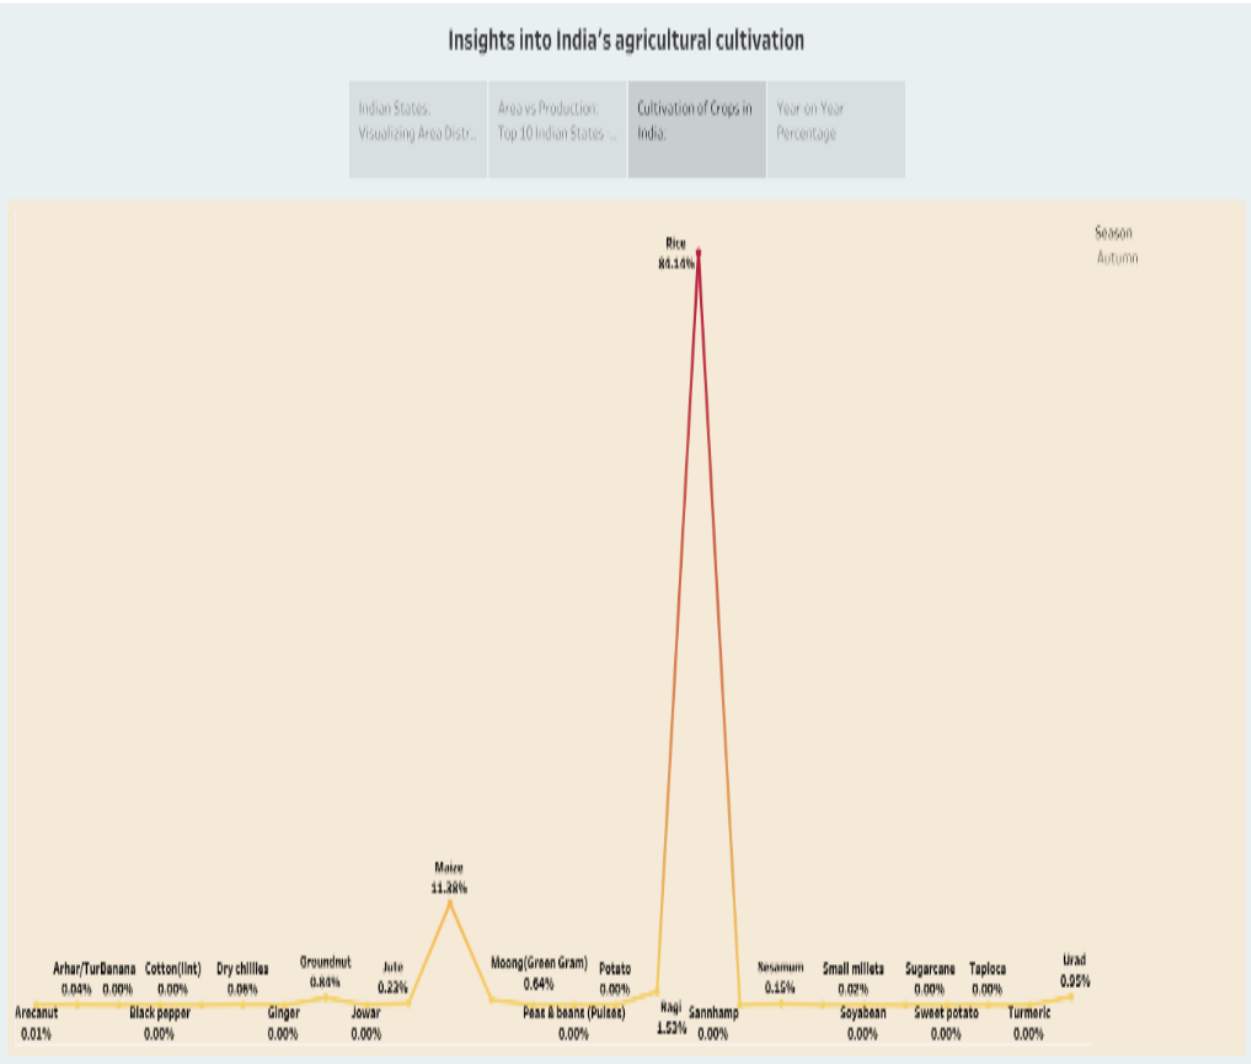 Insights into India's agricultural cultivation
Indian States:
Visualizing Area Distr..
Area vs Production:
Top 10 Indian States ...
Cultivation of Crops in
India:
Year on Year
Percentage
Season
Autumn
Rice
84.14%
Maize
11.38%
Arhar/Tur
0.04%
Banana
0.00%
Cotton(lint)
0.00%
Dry chillies
0.06%
Groundnut
0.84%
Jute
0.23%
Moong(Green Gram)
0.64%
Potato
0.00%
Sesamum
0.15%
Small millets
0.02%
Sugarcane
0.00%
Tapioca
0.00%
Urad
0.95%
Arecanut
0.01%
Black pepper
0.00%
Ginger
0.00%
Jowar
0.00%
Peas & beans (Pulses)
0.00%
Ragi
1.53%
Sannhamp
0.00%
Soyabean
0.00%
Sweet potato
0.00%
Turmeric
0.00%